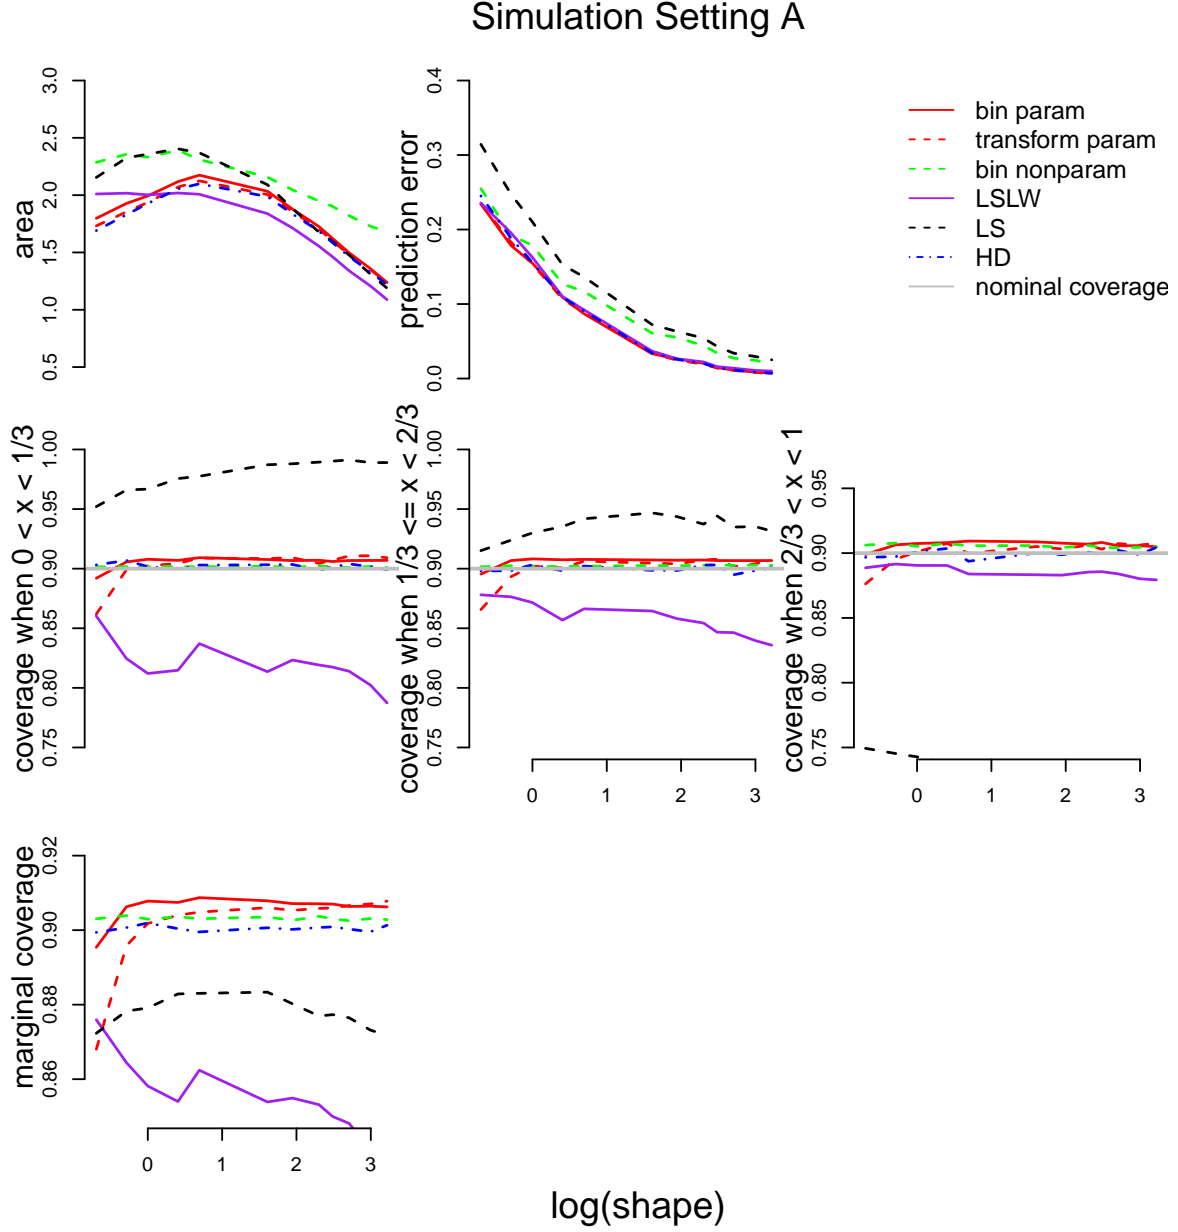 Simulation Setting A
area
0.5 1.0 1.5 2.0 2.5 3.0
prediction error
0.0 0.1 0.2 0.3 0.4
bin param
transform param
bin nonparam
LSLW
LS
HD
nominal coverage
coverage when 0 < x < 1/3
0.75 0.80 0.85 0.90 0.95 1.00
coverage when 1/3 <= x < 2/3
0.75 0.80 0.85 0.90 0.95 1.00
0 1 2 3
coverage when 2/3 < x < 1
0.75 0.80 0.85 0.90 0.95
0 1 2 3
marginal coverage
0.86 0.88 0.90 0.92
0 1 2 3
log(shape)